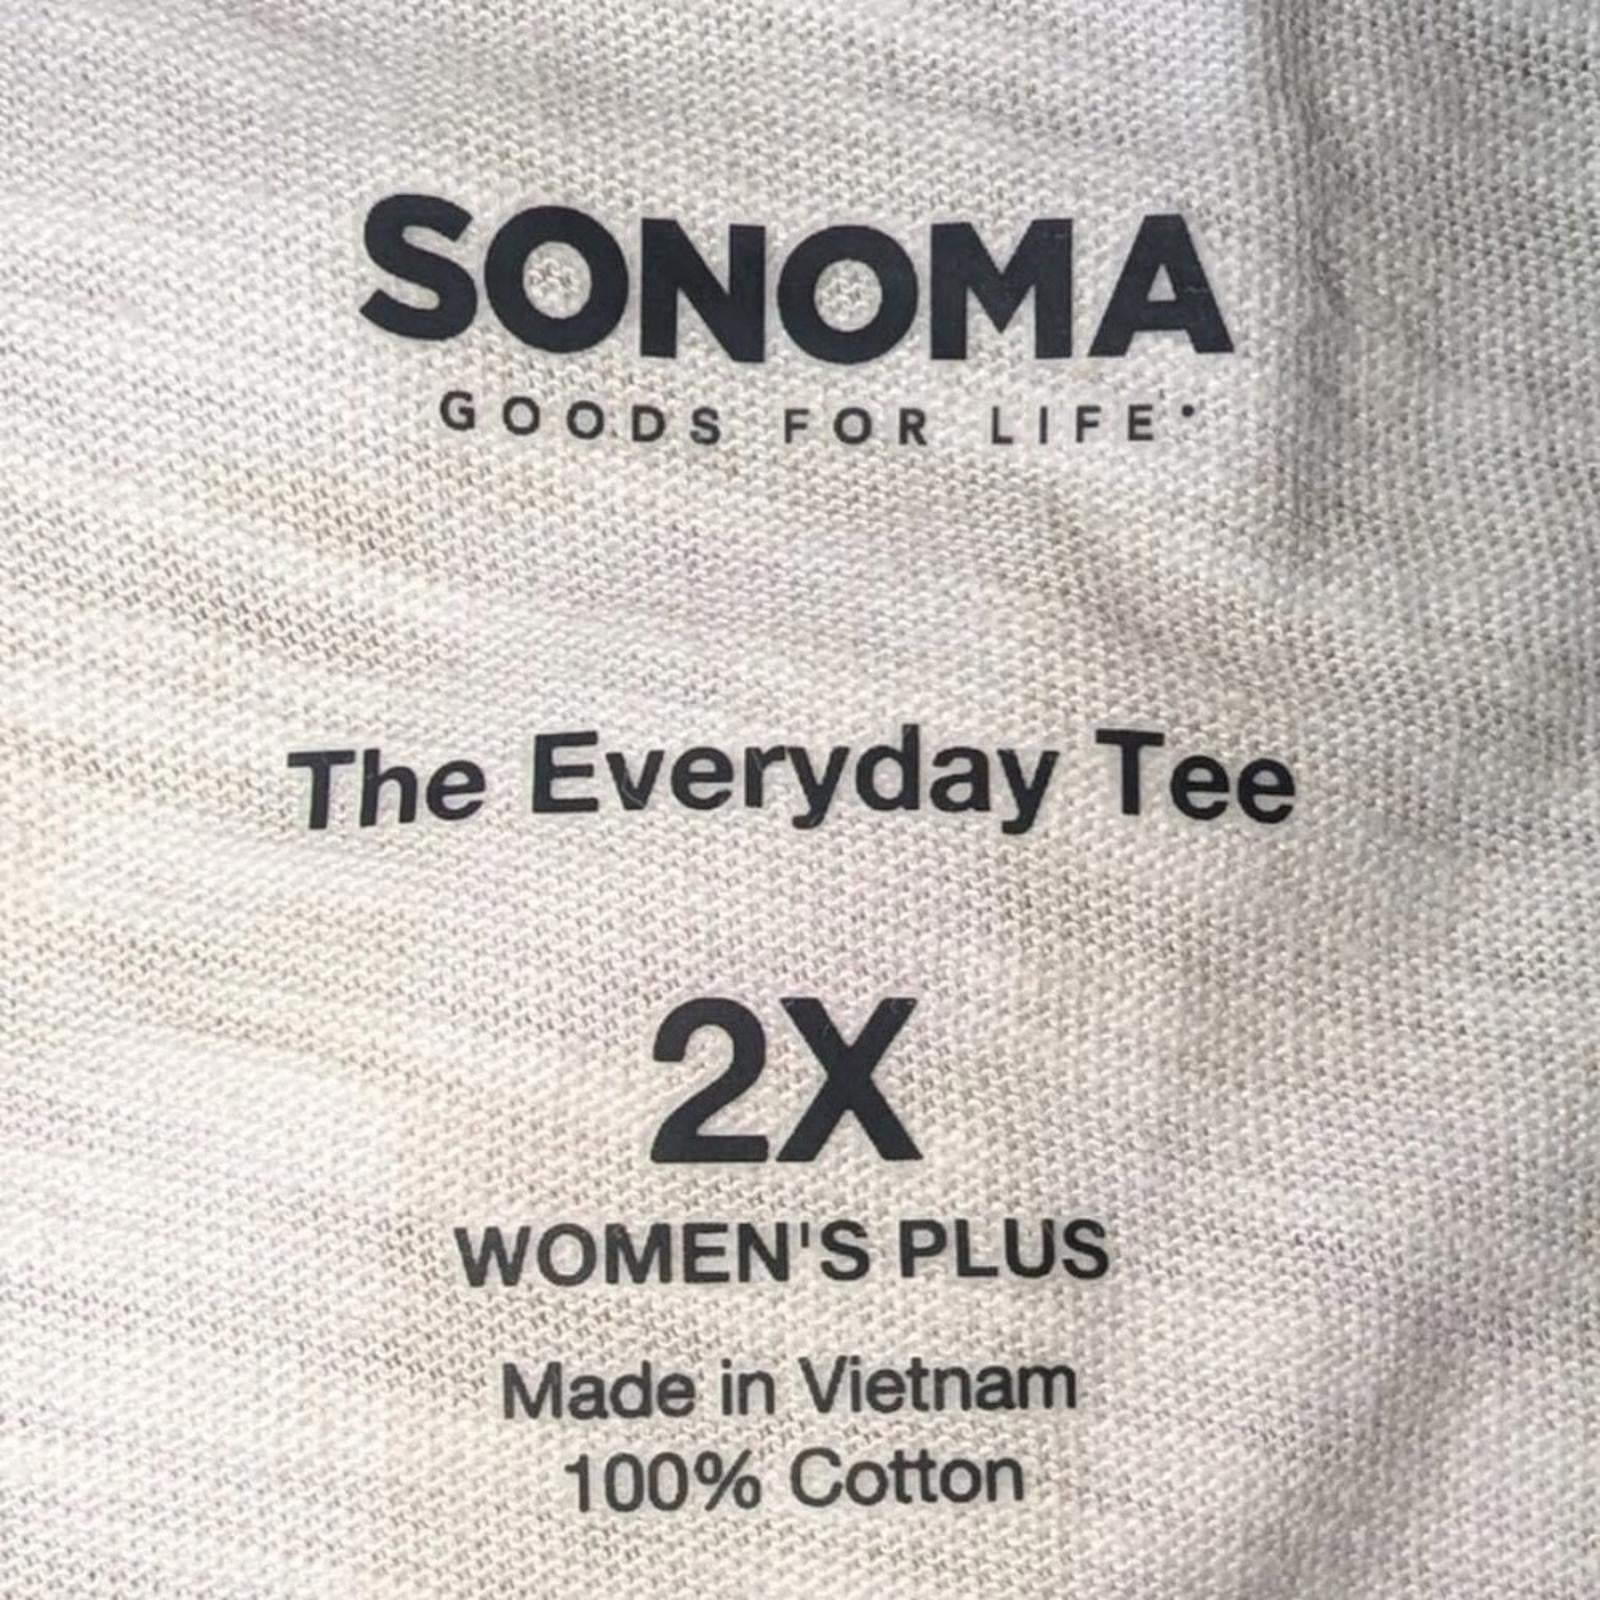 SONOMA
GOODS FOR LIFE
The Everyday Tee
2X
WOMEN'S PLUS
Made in Vietnam
100% Cotton